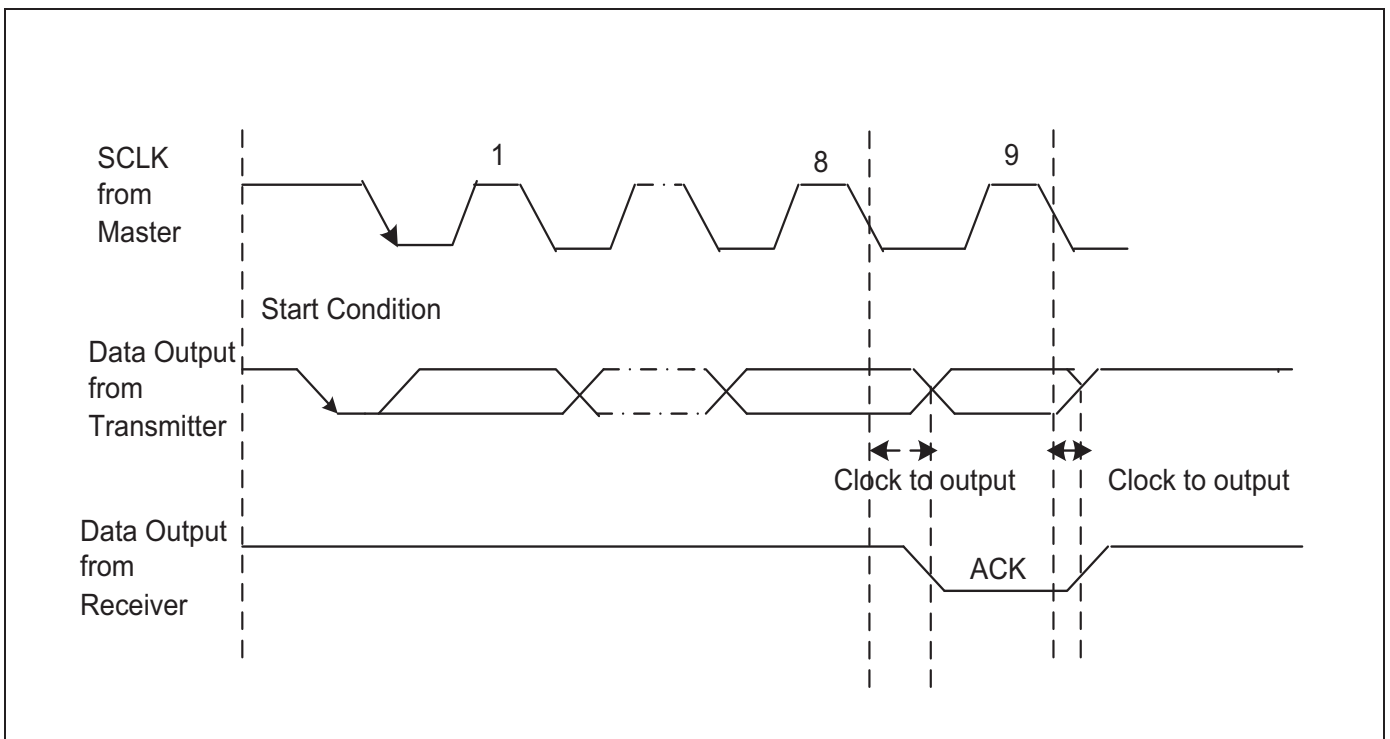 SCLK
from
Master
1
8
9
Start Condition
Data Output
from
Transmitter
Clock to output
Clock to output
Data Output
from
Receiver
ACK